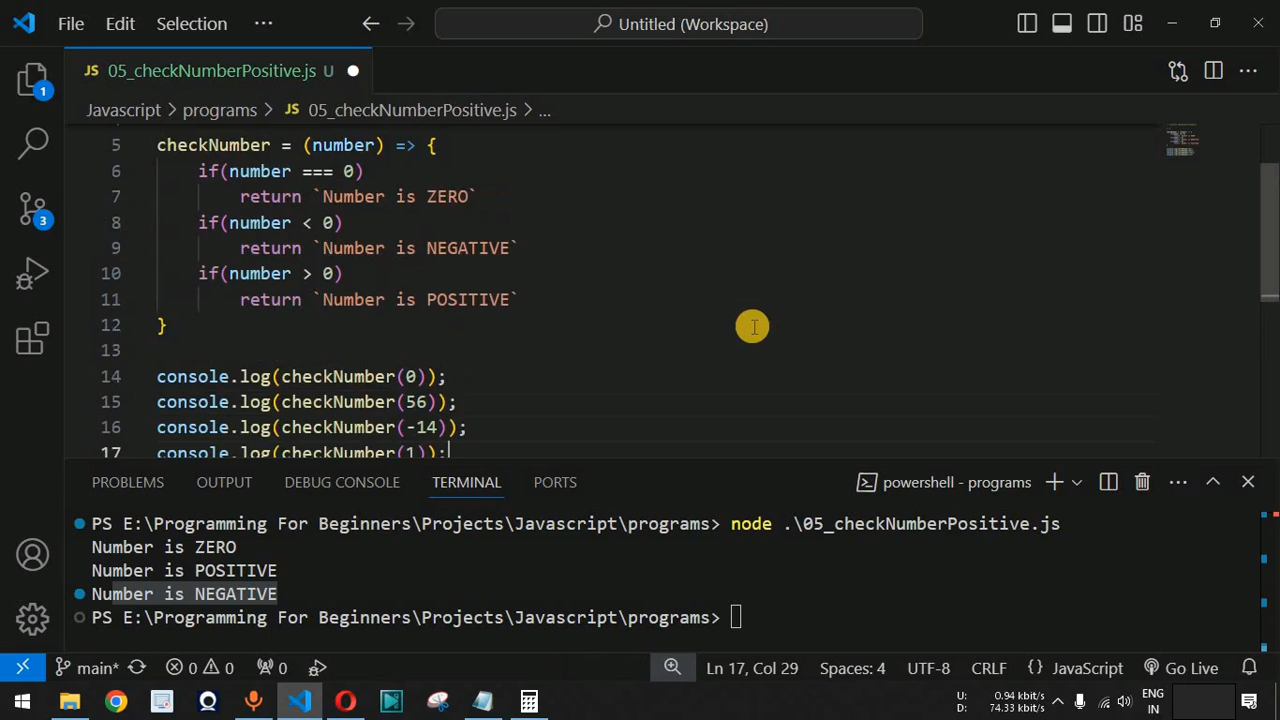 File Edit Selection ··· Untitled (Workspace)
JS 05_checkNumberPositive.js U
Javascript > programs > JS 05_checkNumberPositive.js > ...
5 checkNumber = (number) => {
6 if(number === 0)
7 return `Number is ZERO`
8 if(number < 0)
9 return `Number is NEGATIVE`
10 if(number > 0)
11 return `Number is POSITIVE`
12 }
13
14 console.log(checkNumber(0));
15 console.log(checkNumber(56));
16 console.log(checkNumber(-14));
17 console.log(checkNumber(1));
1
3
PROBLEMS OUTPUT DEBUG CONSOLE TERMINAL PORTS powershell - programs
PS E:\Programming For Beginners\Projects\Javascript\programs> node .\05_checkNumberPositive.js
Number is ZERO
Number is POSITIVE
Number is NEGATIVE
PS E:\Programming For Beginners\Projects\Javascript\programs>
main* 0 0 0 Ln 17, Col 29 Spaces: 4 UTF-8 CRLF {} JavaScript Go Live
U: 0.94 kbit/s
D: 74.33 kbit/s
ENG
IN